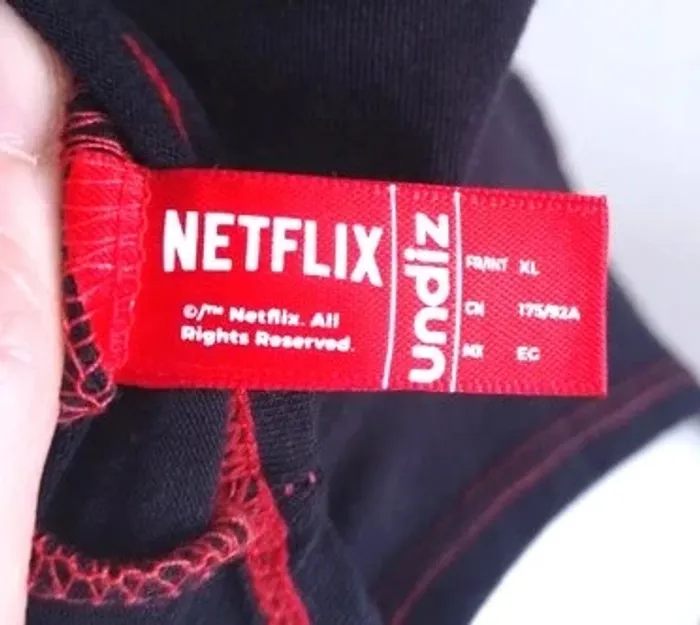 NETFLIX
©/™ Netflix. All
Rights Reserved.
undiz
FR/INT XL
CN 175/92A
MX EG